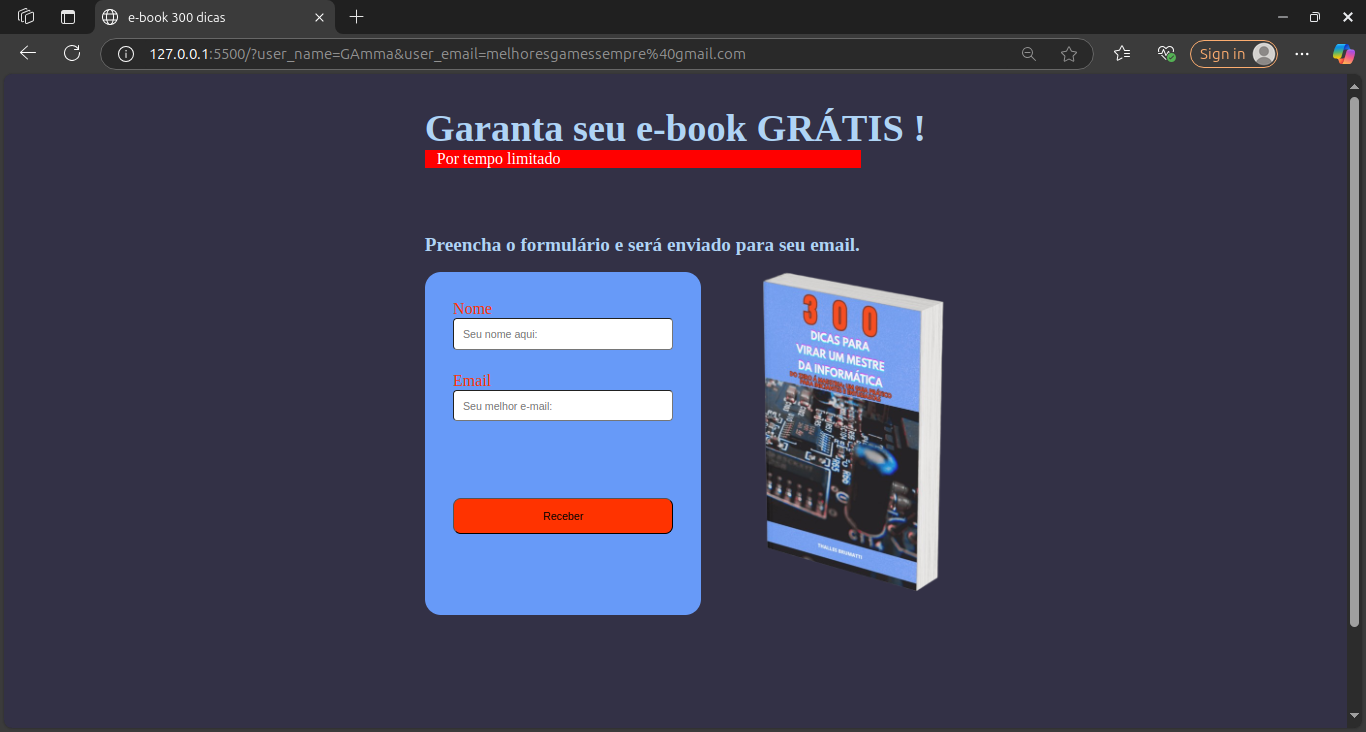 e-book 300 dicas
127.0.0.1:5500/?user_name=GAmma&user_email=melhoresgamessempre%40gmail.com
Sign in
Garanta seu e-book GRÁTIS !
Por tempo limitado
Preencha o formulário e será enviado para seu email.
Nome
Seu nome aqui:
Email
Seu melhor e-mail:
Receber
300
DICAS PARA
VIRAR UM MESTRE
DA INFORMÁTICA